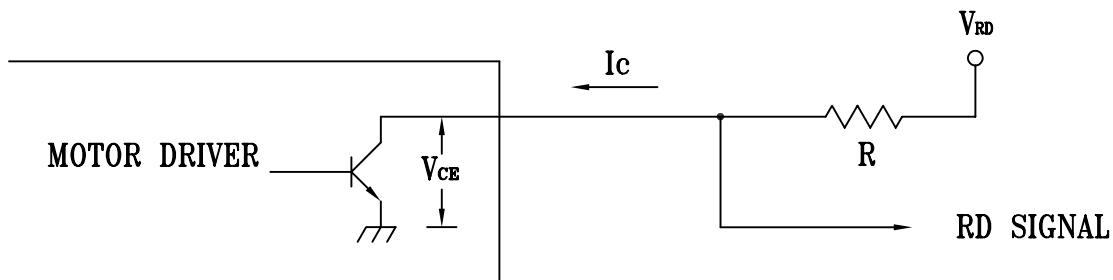 V_RD
Ic
MOTOR DRIVER
V_CE
R
RD SIGNAL